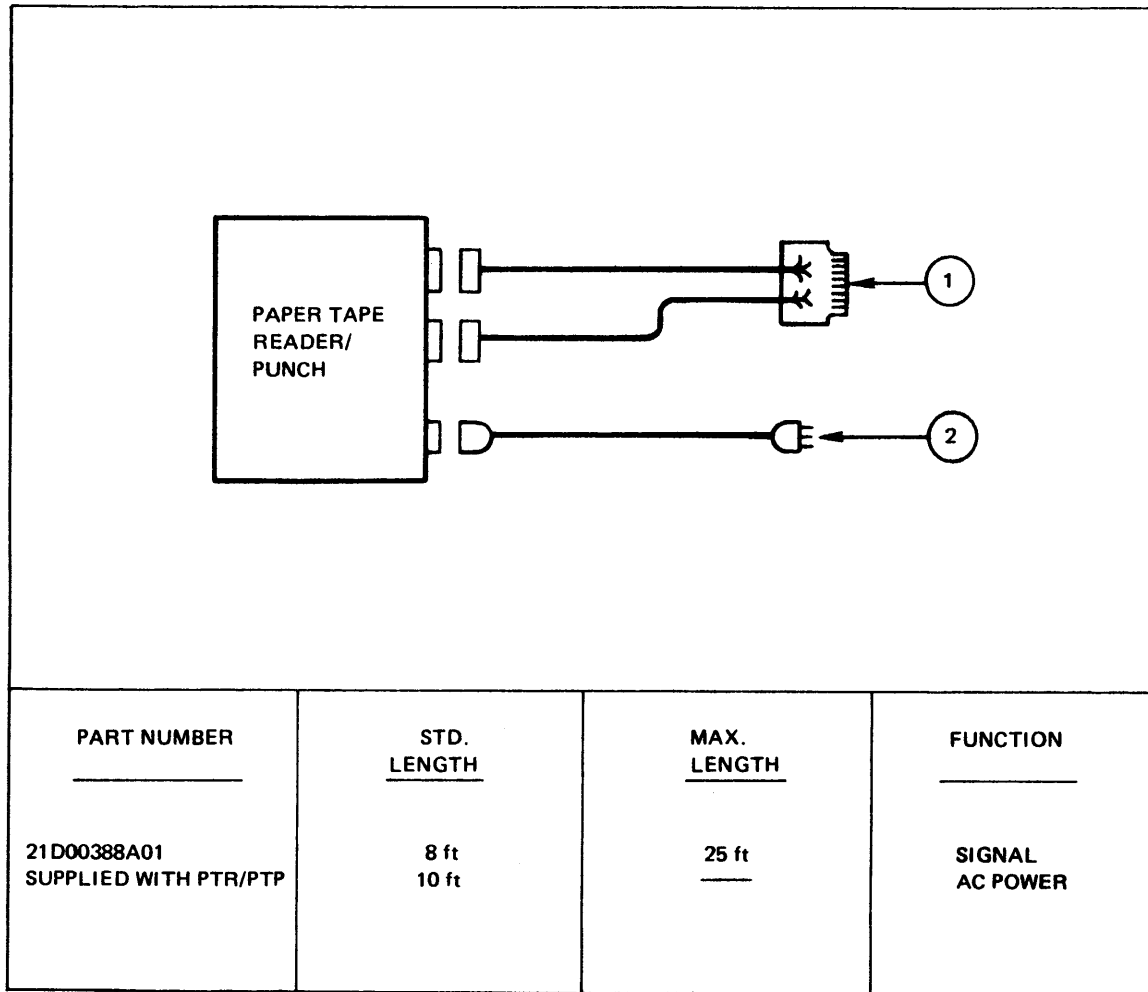 PAPER TAPE
READER/
PUNCH
1
2
PART NUMBER
STD.
LENGTH
MAX.
LENGTH
FUNCTION
21D00388A01
8 ft
25 ft
SIGNAL
SUPPLIED WITH PTR/PTP
10 ft
AC POWER